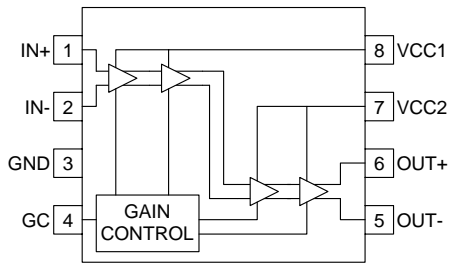 IN+ 1
8 VCC1
IN- 2
7 VCC2
GND 3
6 OUT+
GC 4
GAIN
CONTROL
5 OUT-